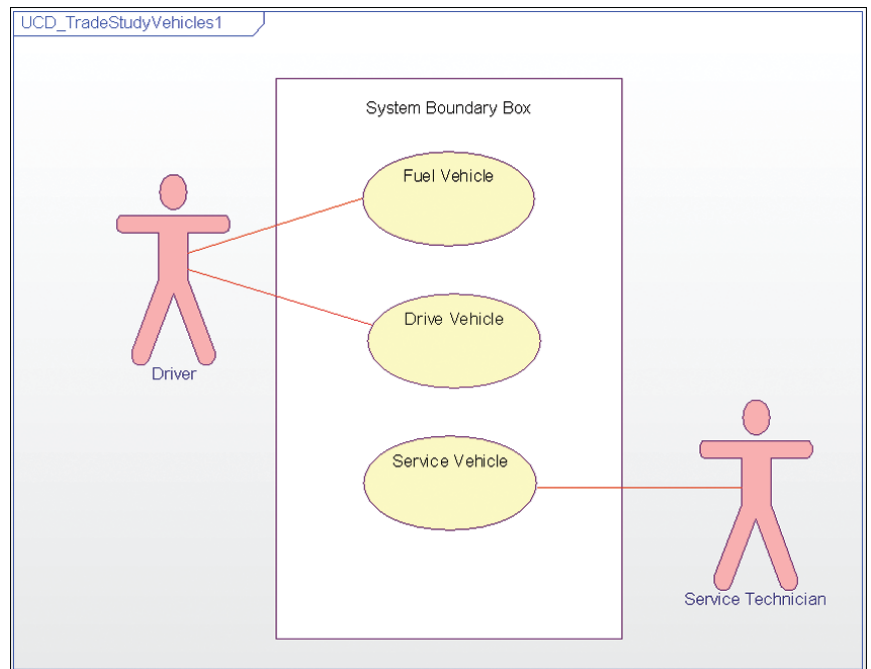 UCD_TradeStudyVehicles1
System Boundary Box
Fuel Vehicle
Drive Vehicle
Driver
Service Vehicle
Service Technician